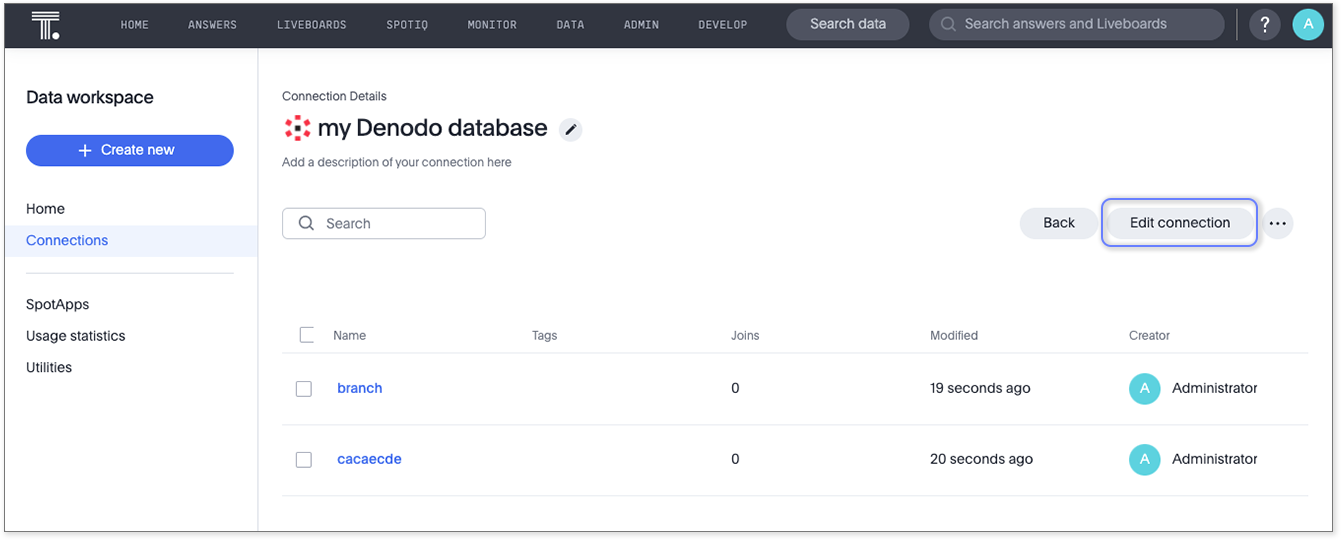 HOME ANSWERS LIVEBOARDS SPOTIQ MONITOR DATA ADMIN DEVELOP Search data Search answers and Liveboards ? A
Data workspace
+ Create new
Home
Connections
SpotApps
Usage statistics
Utilities
Connection Details
my Denodo database
Add a description of your connection here
Search Back Edit connection ...
Name Tags Joins Modified Creator
branch 0 19 seconds ago A Administrator
cacaecde 0 20 seconds ago A Administrator